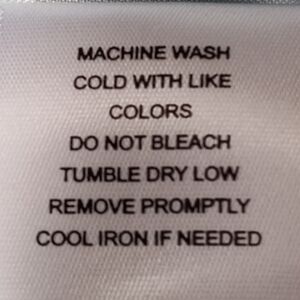 MACHINE WASH
COLD WITH LIKE
COLORS
DO NOT BLEACH
TUMBLE DRY LOW
REMOVE PROMPTLY
COOL IRON IF NEEDED